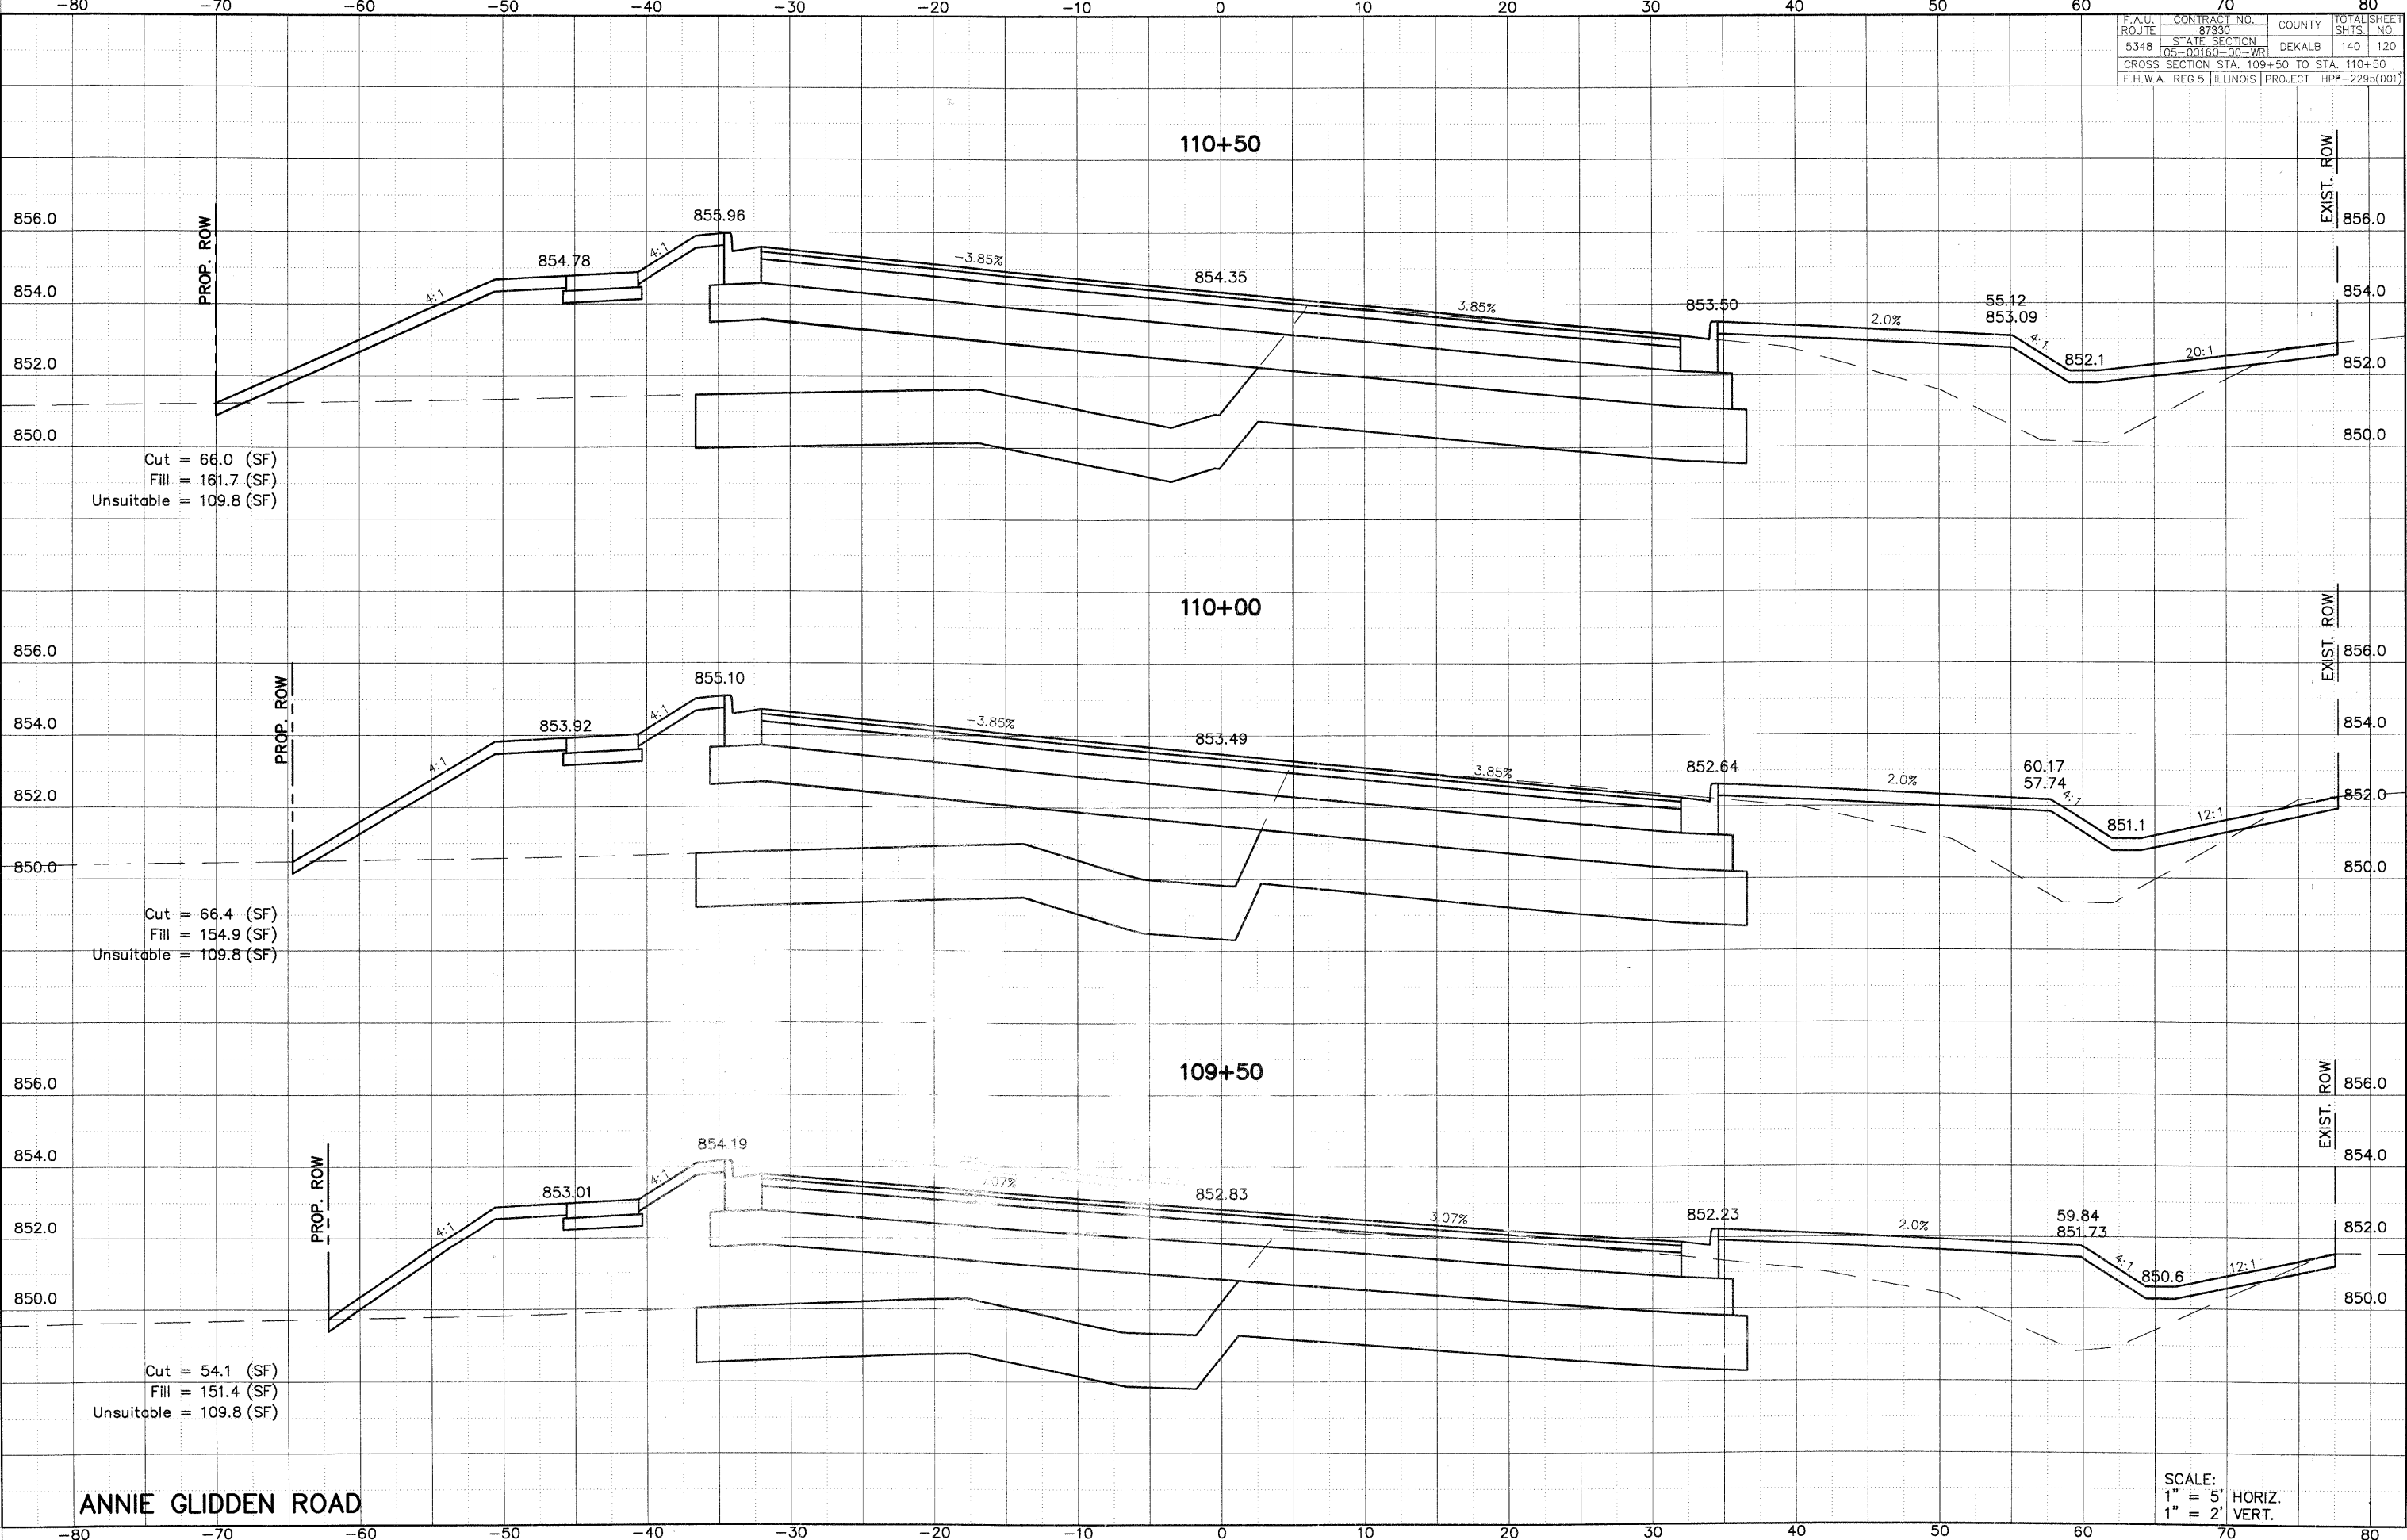 -80 -70 -60 -50 -40 -30 -20 -10 0 10 20 30 40 50 60 70 80
F.A.U. ROUTE CONTRACT NO. COUNTY TOTAL SHTS. SHEET NO.
87330
5348 STATE SECTION DEKALB 140 120
05-00160-00-WR
CROSS SECTION STA. 109+50 TO STA. 110+50
F.H.W.A. REG.5 ILLINOIS PROJECT HPP-2295(001)
110+50
PROP. ROW
EXIST. ROW
856.0 855.96 856.0
4:1 854.78 4:1 -3.85% 854.35
854.0 3.85% 853.50 55.12 854.0
853.09
2.0% 4:1
852.0 852.1 20:1 852.0
850.0 850.0
Cut = 66.0 (SF)
Fill = 161.7 (SF)
Unsuitable = 109.8 (SF)
110+00
PROP. ROW
EXIST. ROW
856.0 856.0
855.10
854.0 853.92 4:1 -3.85% 854.0
853.49
4:1 3.85% 852.64 2.0% 60.17
57.74
852.0 4:1 852.0
851.1 12:1
850.0 850.0
Cut = 66.4 (SF)
Fill = 154.9 (SF)
Unsuitable = 109.8 (SF)
109+50
PROP. ROW
EXIST. ROW
856.0 856.0
854.0 854.19 854.0
4:1 853.01 4:1 852.83
3.07% 852.23 2.0% 59.84
852.0 851.73 852.0
4:1 850.6 12:1
850.0 850.0
Cut = 54.1 (SF)
Fill = 151.4 (SF)
Unsuitable = 109.8 (SF)
ANNIE GLIDDEN ROAD
SCALE:
1" = 5' HORIZ.
1" = 2' VERT.
-80 -70 -60 -50 -40 -30 -20 -10 0 10 20 30 40 50 60 70 80